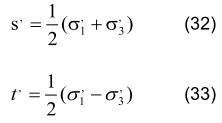 s’ = 1/2 (σ’₁ + σ’₃) (32)
t’ = 1/2 (σ’₁ − σ’₃) (33)